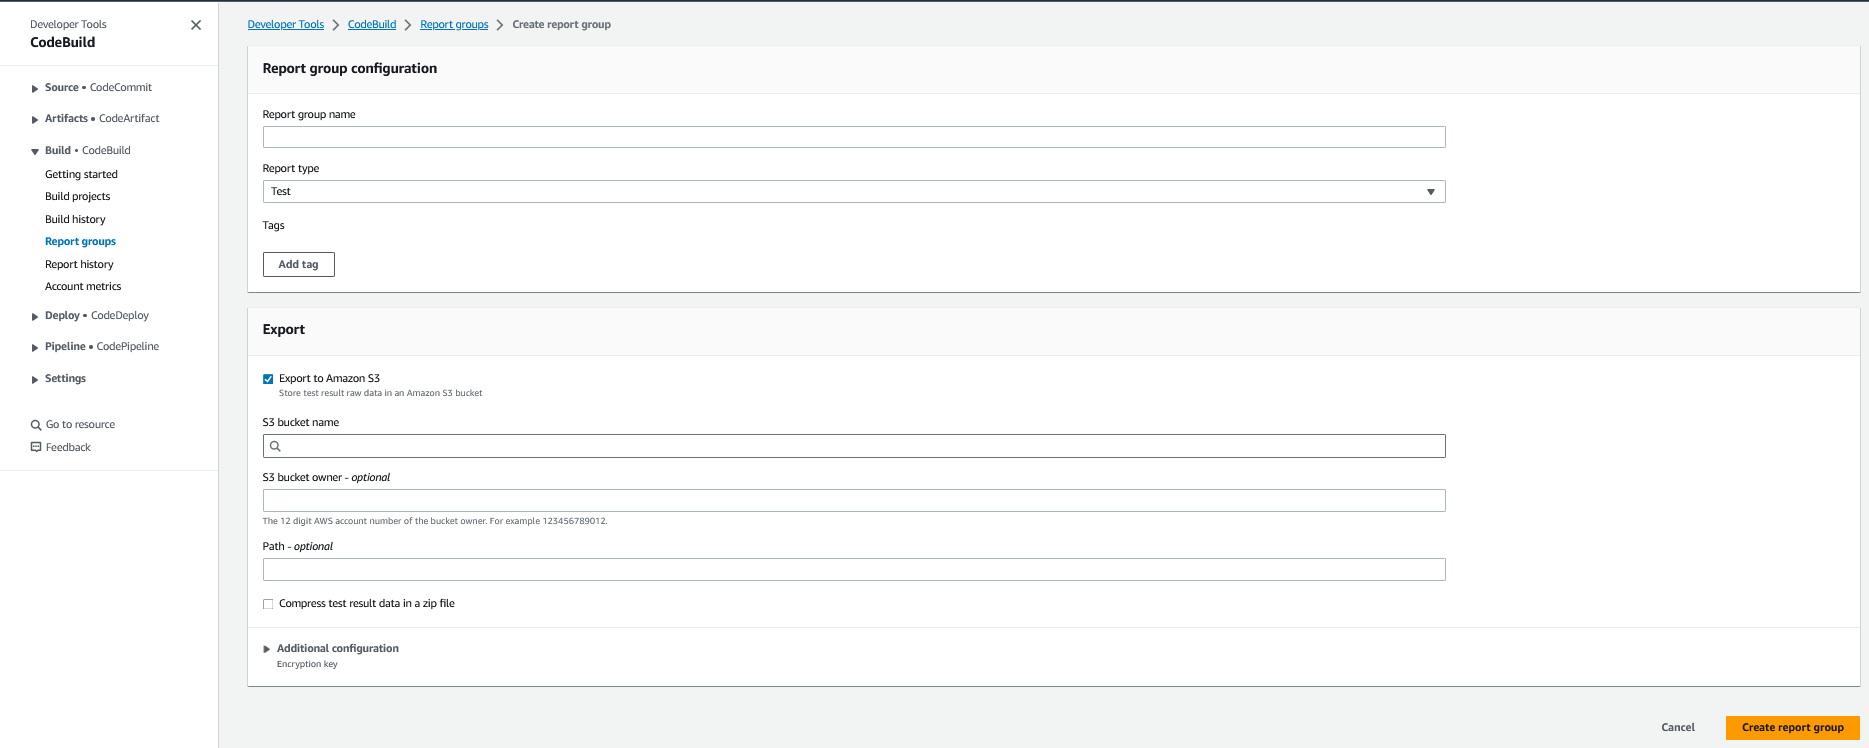 Developer Tools
CodeBuild
Source • CodeCommit
Artifacts • CodeArtifact
Build • CodeBuild
Getting started
Build projects
Build history
Report groups
Report history
Account metrics
Deploy • CodeDeploy
Pipeline • CodePipeline
Settings
Go to resource
Feedback
Developer Tools > CodeBuild > Report groups > Create report group
Report group configuration
Report group name
Report type
Test
Tags
Add tag
Export
Export to Amazon S3
Store test result raw data in an Amazon S3 bucket
S3 bucket name
S3 bucket owner - optional
The 12 digit AWS account number of the bucket owner. For example 123456789012.
Path - optional
Compress test result data in a zip file
Additional configuration
Encryption key
Cancel
Create report group